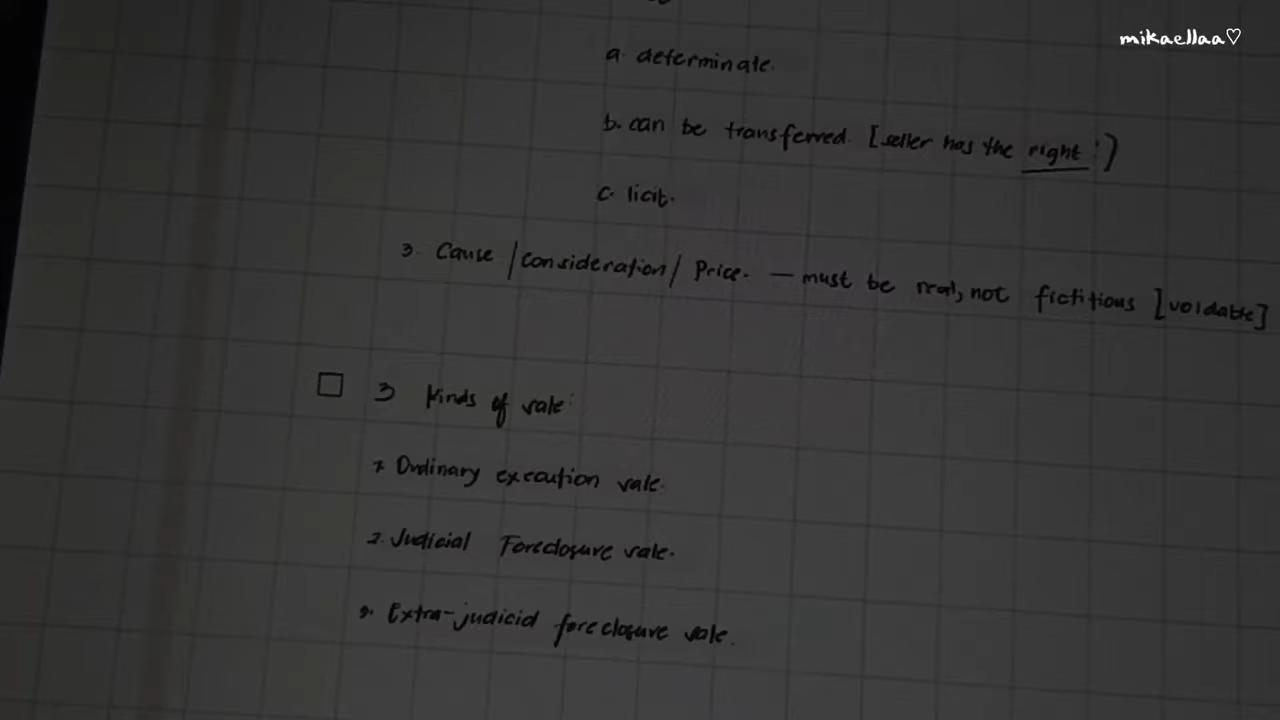 mikaellaa♡
a. determinate.
b. can be transferred. [seller has the right!)
c. licit.
3. Cause / consideration / Price. — must be real, not fictitious [voidable]
□ 3 kinds of sale:
1. Ordinary execution sale.
2. Judicial Foreclosure sale.
3. Extra-judicial foreclosure sale.